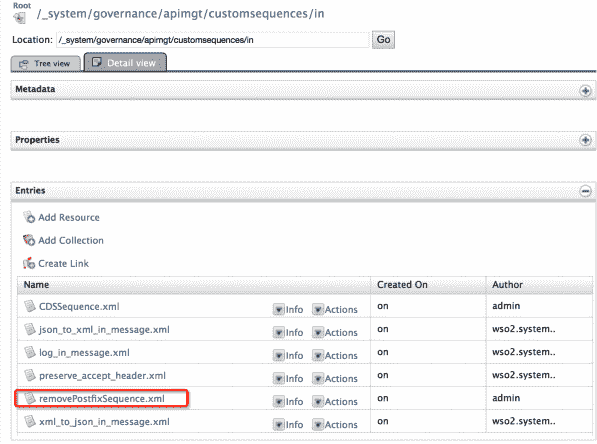 Root
/_system/governance/apimgt/customsequences/in
Location: /_system/governance/apimgt/customsequences/in Go
Tree view Detail view
Metadata
Properties
Entries
Add Resource
Add Collection
Create Link
Name Created On Author
CDSSequence.xml Info Actions on admin
json_to_xml_in_message.xml Info Actions on wso2.system..
log_in_message.xml Info Actions on wso2.system..
preserve_accept_header.xml Info Actions on wso2.system..
removePostfixSequence.xml Info Actions on admin
xml_to_json_in_message.xml Info Actions on wso2.system..